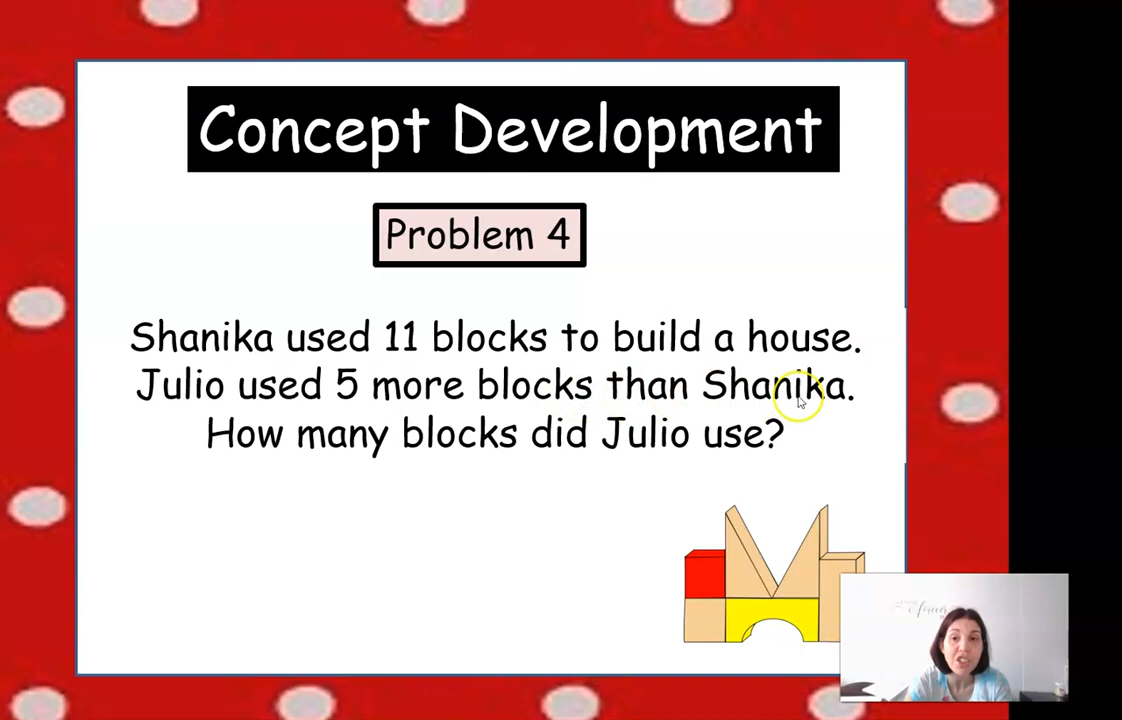 Concept Development
Problem 4
Shanika used 11 blocks to build a house.
Julio used 5 more blocks than Shanika.
How many blocks did Julio use?